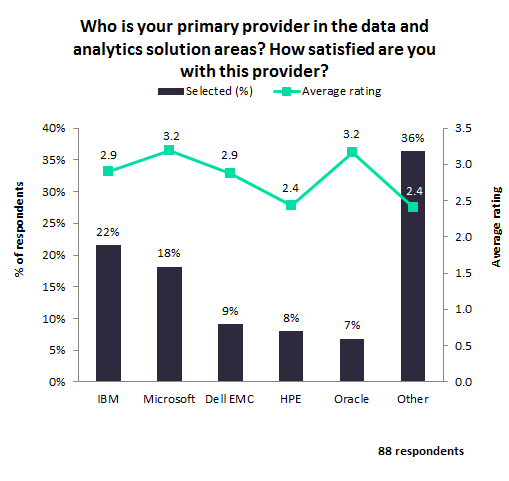 Who is your primary provider in the data and
analytics solution areas? How satisfied are you
with this provider?
Selected (%) Average rating
40% 3.5
35% 3.0
30% 2.5
25% 2.0
20% 1.5
15% 1.0
10% 0.5
5% 0.0
0%
% of respondents
Average rating
2.9 3.2 2.9 2.4 3.2 2.4
22% 18% 9% 8% 7% 36%
IBM Microsoft Dell EMC HPE Oracle Other
88 respondents